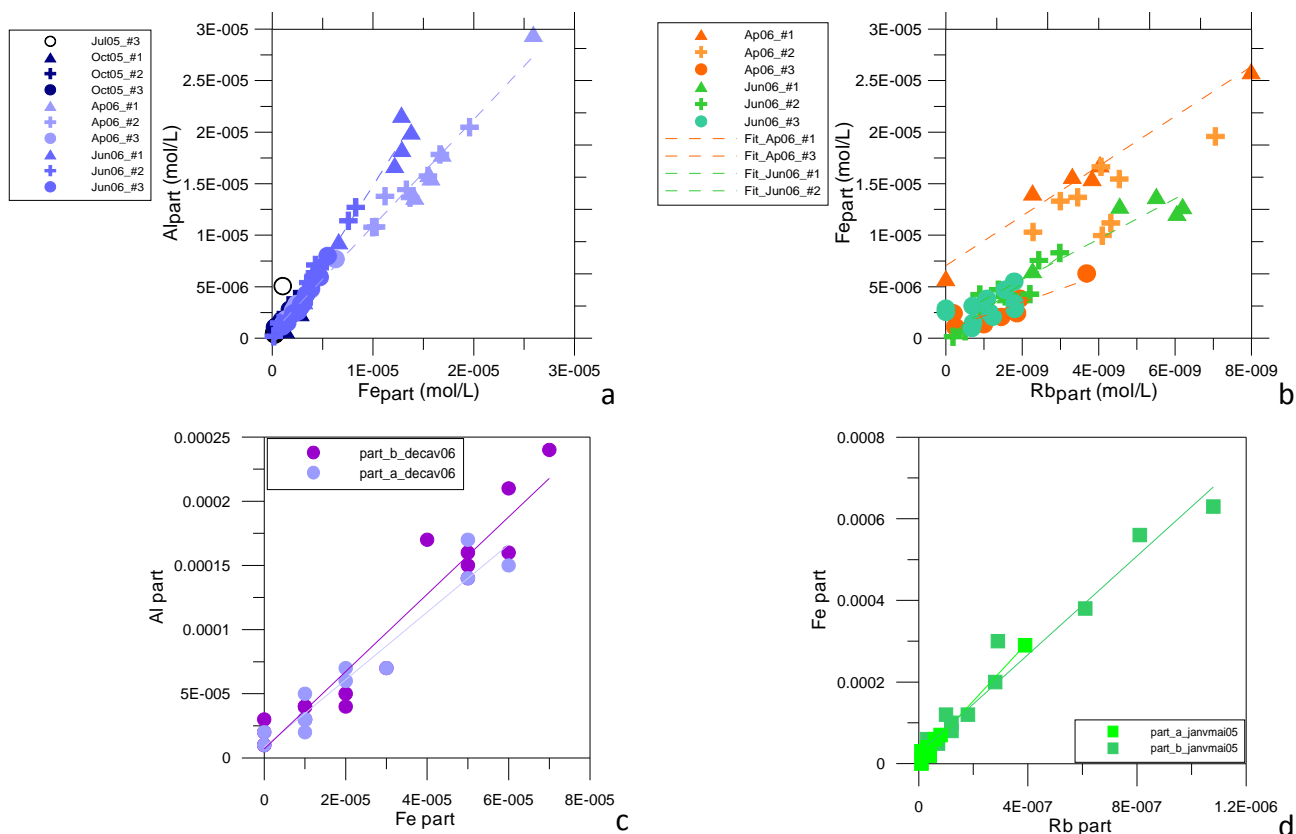 Jul05_#3
Oct05_#1
Oct05_#2
Oct05_#3
Ap06_#1
Ap06_#2
Ap06_#3
Jun06_#1
Jun06_#2
Jun06_#3
3E-005
2.5E-005
2E-005
1.5E-005
1E-005
5E-006
0
Alpart (mol/L)
0 1E-005 2E-005 3E-005
Fepart (mol/L)
a
Ap06_#1
Ap06_#2
Ap06_#3
Jun06_#1
Jun06_#2
Jun06_#3
Fit_Ap06_#1
Fit_Ap06_#3
Fit_Jun06_#1
Fit_Jun06_#2
3E-005
2.5E-005
2E-005
1.5E-005
1E-005
5E-006
0
Fepart (mol/L)
0 2E-009 4E-009 6E-009 8E-009
Rbpart (mol/L)
b
part_b_decav06
part_a_decav06
0.00025
0.0002
0.00015
0.0001
5E-005
0
Al part
0 2E-005 4E-005 6E-005 8E-005
Fe part
c
0.0008
0.0006
0.0004
0.0002
0
Fe part
part_a_janvmai05
part_b_janvmai05
0 4E-007 8E-007 1.2E-006
Rb part
d